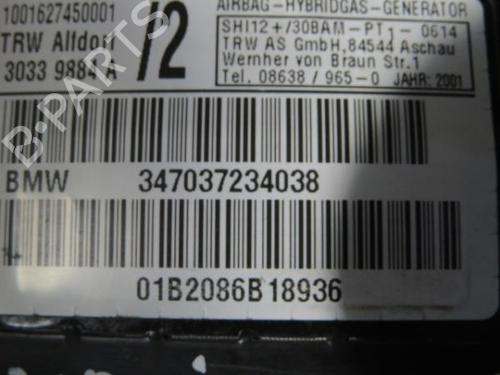 1001627450001
TRW Alfdorf
3033 9884
/2
AIRBAG-HYBRIDGAS-GENERATOR
SHI12+/30BAM-PT1- 0614
TRW AS GmbH,84544 Aschau
Wernher von Braun Str.1
Tel. 08638/ 965-0 JAHR: 2001
BMW 347037234038
01B2086B18936
B-PARTS